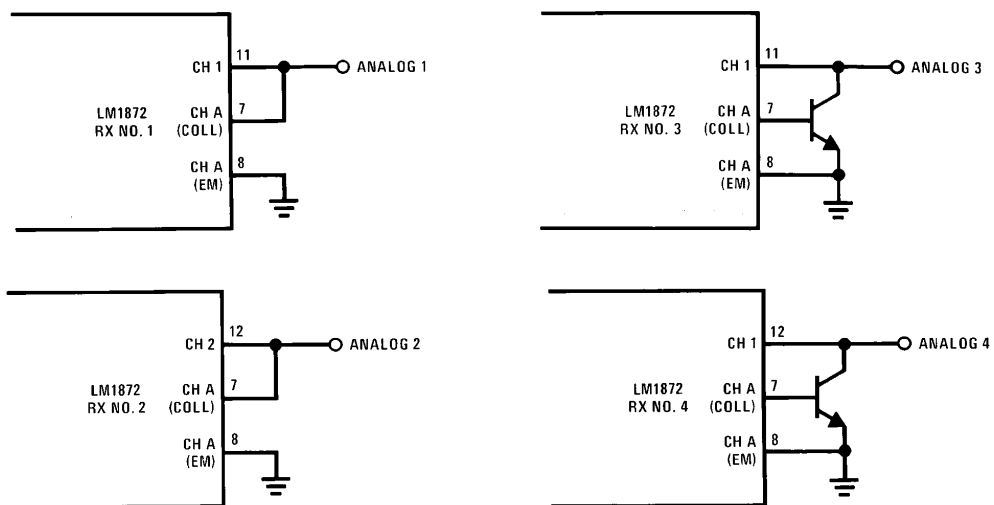 11
CH 1
ANALOG 1
LM1872
RX NO. 1
CH A
(COLL)
7
CH A
(EM)
8
11
CH 1
ANALOG 3
LM1872
RX NO. 3
CH A
(COLL)
7
CH A
(EM)
8
12
CH 2
ANALOG 2
LM1872
RX NO. 2
CH A
(COLL)
7
CH A
(EM)
8
12
CH 1
ANALOG 4
LM1872
RX NO. 4
CH A
(COLL)
7
CH A
(EM)
8